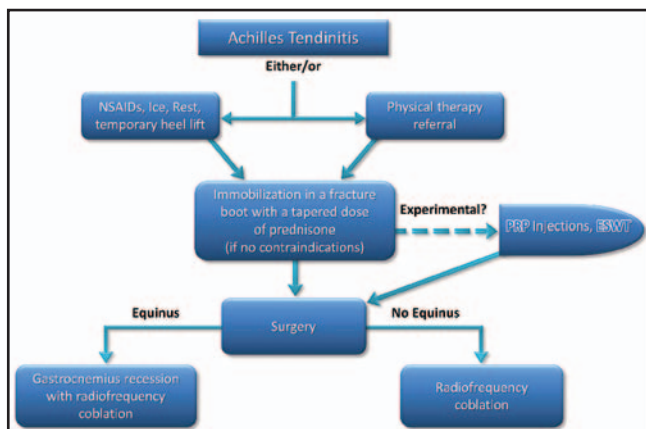 Achilles Tendinitis
Either/or
NSAIDs, Ice, Rest,
temporary heel lift
Physical therapy
referral
Immobilization in a fracture
boot with a tapered dose
of prednisone
(if no contraindications)
Experimental?
PRP Injections, ESWT
Surgery
Equinus
No Equinus
Gastrocnemius recession
with radiofrequency
coblation
Radiofrequency
coblation